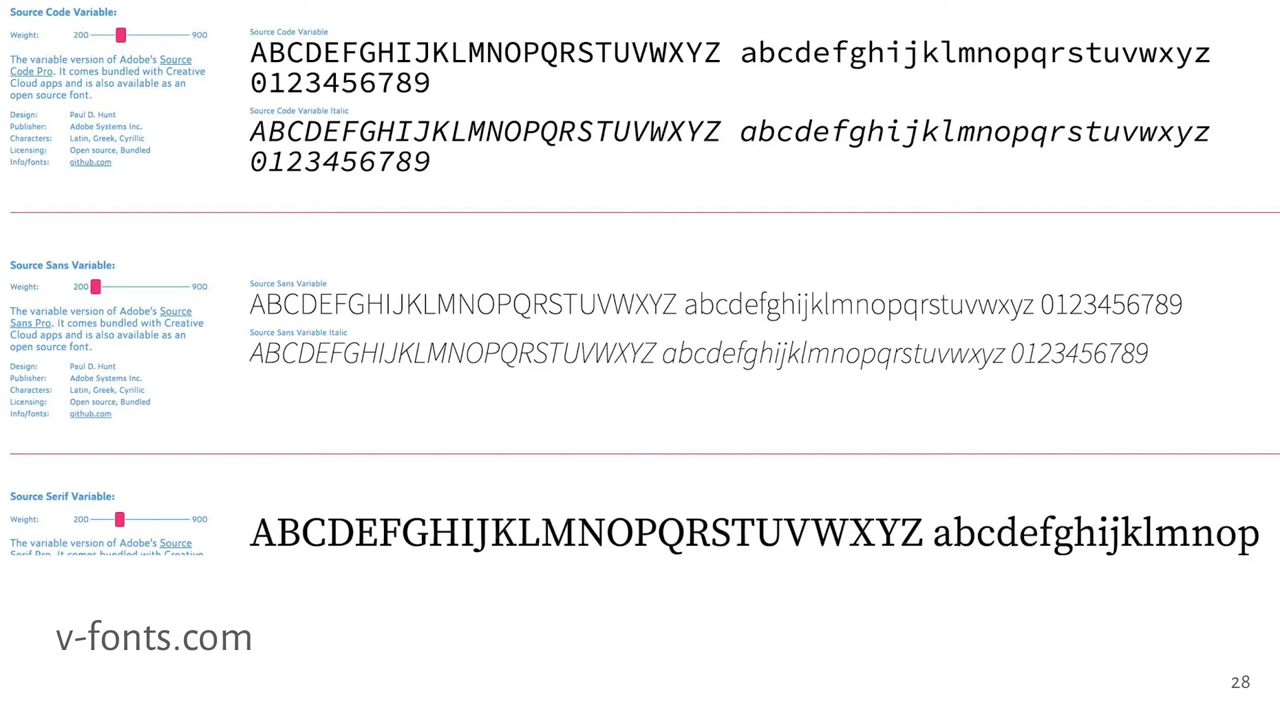 Source Code Variable:
Weight: 200 900
The variable version of Adobe's Source
Code Pro. It comes bundled with Creative
Cloud apps and is also available as an
open source font.
Design: Paul D. Hunt
Publisher: Adobe Systems Inc.
Characters: Latin, Greek, Cyrillic
Licensing: Open source, Bundled
Info/fonts: github.com
Source Code Variable
ABCDEFGHIJKLMNOPQRSTUVWXYZ abcdefghijklmnopqrstuvwxyz
0123456789
Source Code Variable Italic
ABCDEFGHIJKLMNOPQRSTUVWXYZ abcdefghijklmnopqrstuvwxyz
0123456789
Source Sans Variable:
Weight: 200 900
The variable version of Adobe's Source
Sans Pro. It comes bundled with Creative
Cloud apps and is also available as an
open source font.
Design: Paul D. Hunt
Publisher: Adobe Systems Inc.
Characters: Latin, Greek, Cyrillic
Licensing: Open source, Bundled
Info/fonts: github.com
Source Sans Variable
ABCDEFGHIJKLMNOPQRSTUVWXYZ abcdefghijklmnopqrstuvwxyz 0123456789
Source Sans Variable Italic
ABCDEFGHIJKLMNOPQRSTUVWXYZ abcdefghijklmnopqrstuvwxyz 0123456789
Source Serif Variable:
Weight: 200 900
The variable version of Adobe's Source
Serif Pro. It comes bundled with Creative
ABCDEFGHIJKLMNOPQRSTUVWXYZ abcdefghijklmnop
v-fonts.com
28